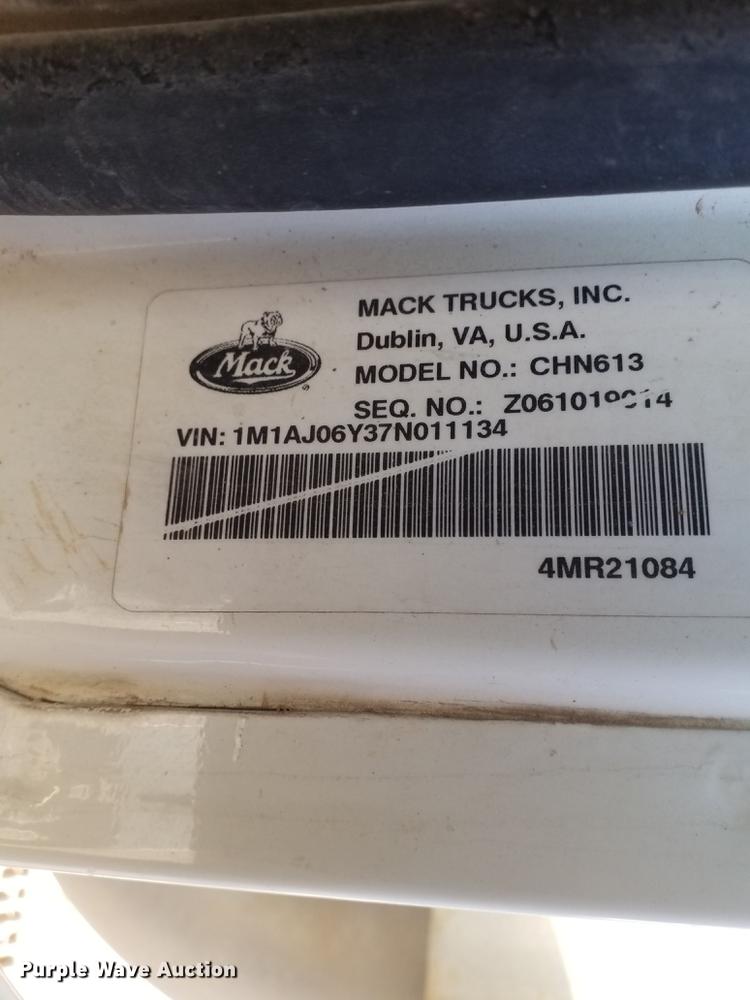 Mack
MACK TRUCKS, INC.
Dublin, VA, U.S.A.
MODEL NO.: CHN613
SEQ. NO.:
VIN: 1M1AJ06Y37N011134
4MR21084
Purple Wave Auction